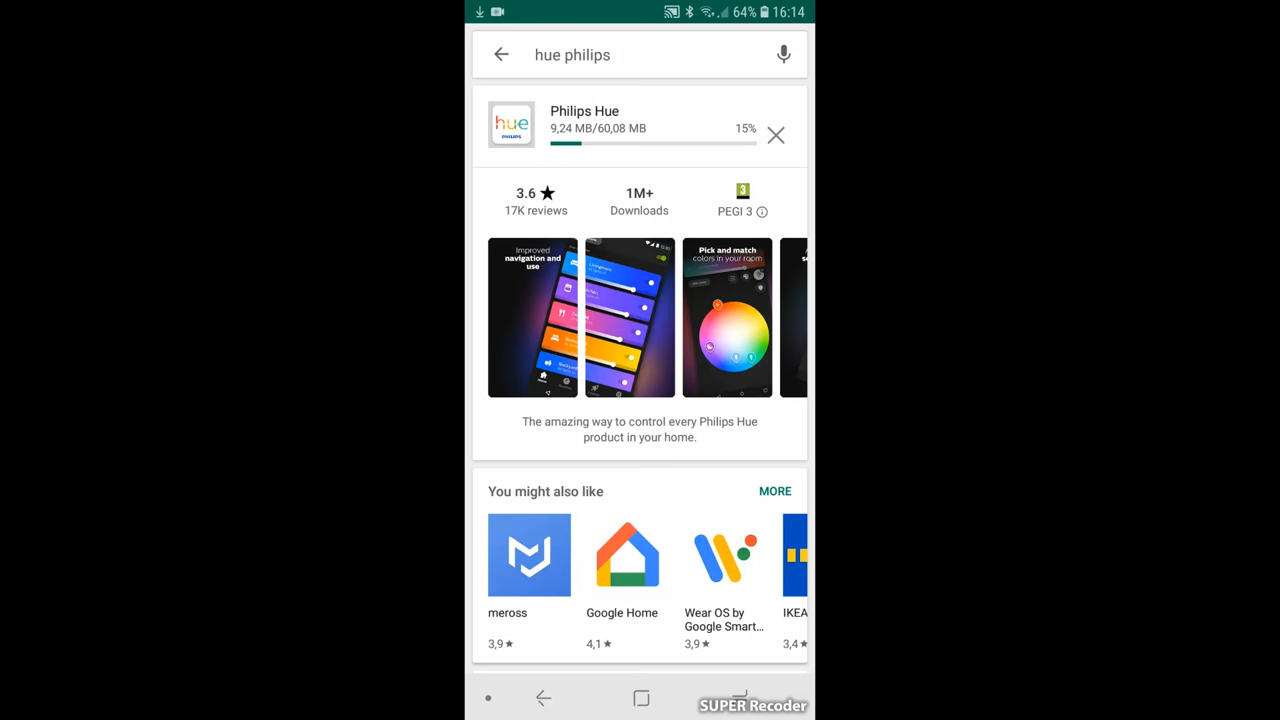 64% 16:14
hue philips
hue
PHILIPS
Philips Hue
9,24 MB/60,08 MB 15%
3.6 ★ 1M+ 3
17K reviews Downloads PEGI 3
Improved
navigation and
use
Pick and match
colors in your room
The amazing way to control every Philips Hue
product in your home.
You might also like MORE
meross Google Home Wear OS by
Google Smart...
IKEA
3,9★ 4,1★ 3,9★ 3,4★
SUPER Recoder